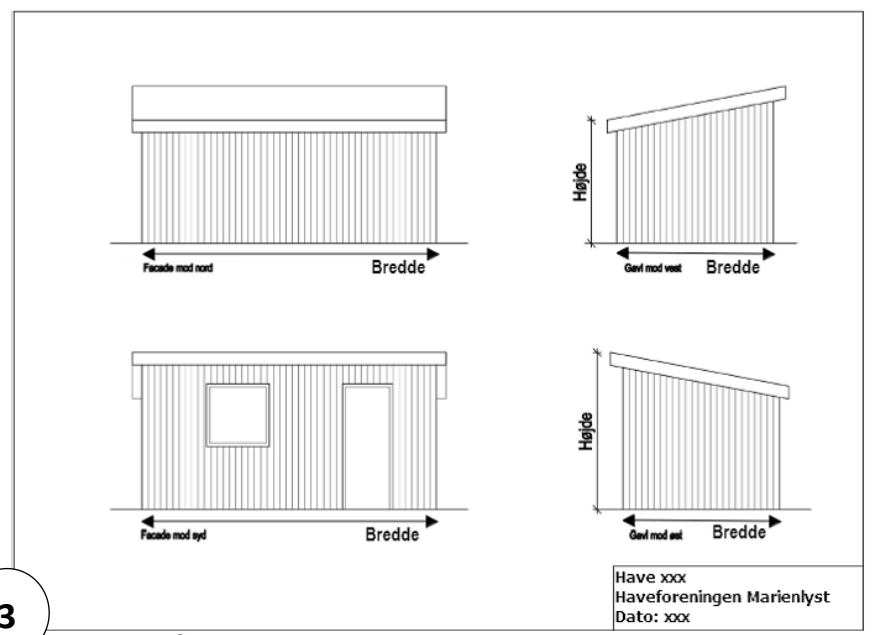 Højde
Facade mod nord Bredde
Gavl mod vest Bredde
Højde
Facade mod syd Bredde
Gavl mod øst Bredde
Have xxx
Haveforeningen Marienlyst
Dato: xxx
3